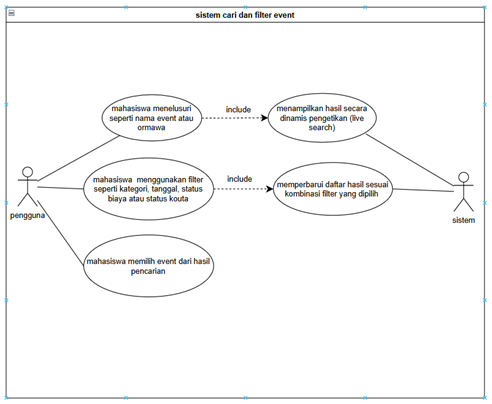 sistem cari dan filter event
mahasiswa menelusuri
seperti nama event atau
ormawa
include
menampilkan hasil secara
dinamis pengetikan (live
search)
mahasiswa menggunakan filter
seperti kategori, tanggal, status
biaya atau status kouta
include
memperbarui daftar hasil sesuai
kombinasi filter yang dipilih
pengguna
sistem
mahasiswa memilih event dari hasil
pencarian